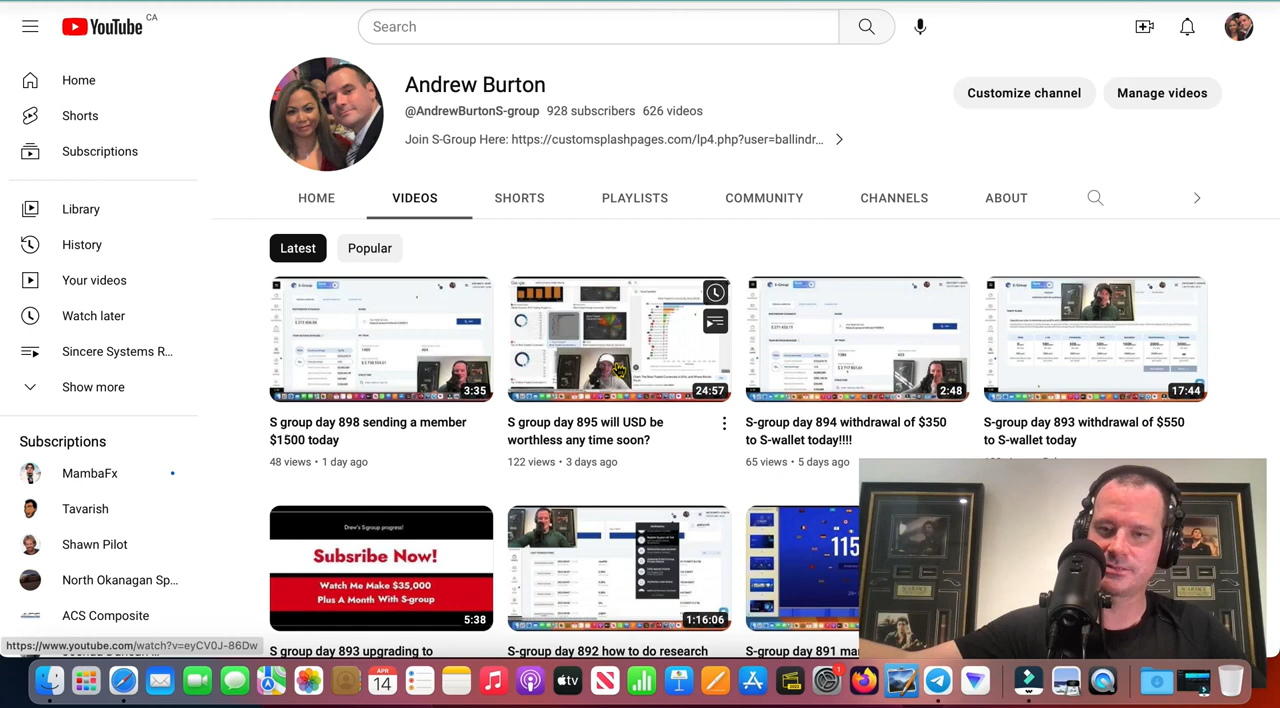 YouTube CA
Search
Home
Shorts
Subscriptions
Library
History
Your videos
Watch later
Sincere Systems R...
Show more
Subscriptions
MambaFx
Tavarish
Shawn Pilot
North Okanagan Sp...
ACS Composite
https://www.youtube.com/watch?v=eyCV0J-86Dw
Andrew Burton
@AndrewBurtonS-group 928 subscribers 626 videos
Join S-Group Here: https://customsplashpages.com/lp4.php?user=ballindr...
Customize channel
Manage videos
HOME
VIDEOS
SHORTS
PLAYLISTS
COMMUNITY
CHANNELS
ABOUT
Latest
Popular
3:35
S group day 898 sending a member
$1500 today
48 views • 1 day ago
24:57
S group day 895 will USD be
worthless any time soon?
122 views • 3 days ago
2:48
S-group day 894 withdrawal of $350
to S-wallet today!!!!
65 views • 5 days ago
17:44
S-group day 893 withdrawal of $550
to S-wallet today
Drew's Sgroup progress!
Subsribe Now!
Watch Me Make $35,000
Plus A Month With S-group
5:38
S group day 893 upgrading to
1:16:06
S-group day 892 how to do research
115
S-group day 891 ma
APR
14
tv